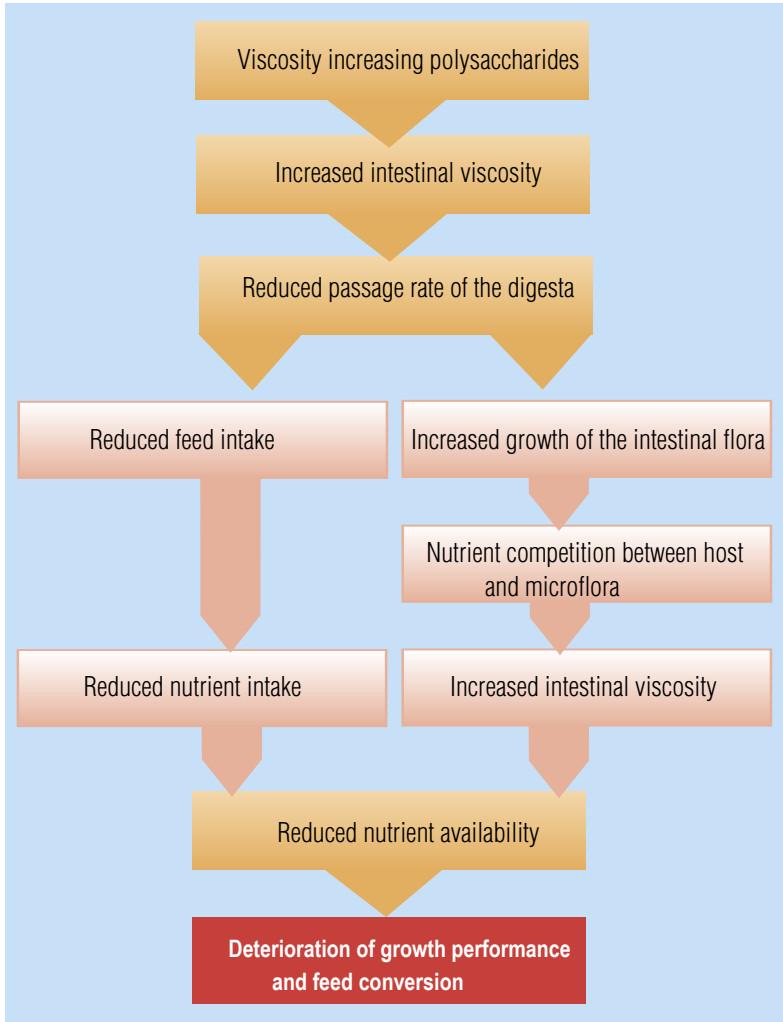 Viscosity increasing polysaccharides
Increased intestinal viscosity
Reduced passage rate of the digesta
Reduced feed intake
Increased growth of the intestinal flora
Nutrient competition between host
and microflora
Reduced nutrient intake
Increased intestinal viscosity
Reduced nutrient availability
Deterioration of growth performance
and feed conversion